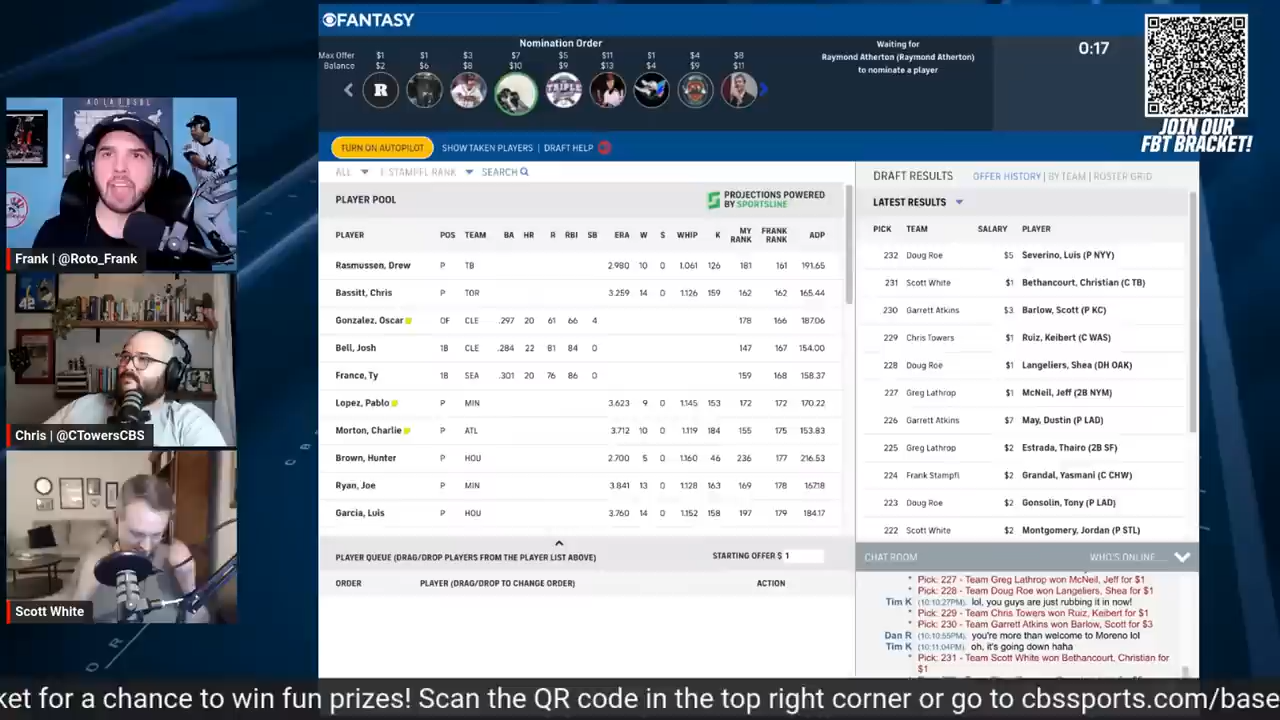 FANTASY
Nomination Order
Max Offer $1 $1 $3 $7 $5 $11 $1 $4 $8
Balance $2 $6 $8 $10 $9 $13 $4 $9 $11
R
TRIPLE
Waiting for
Raymond Atherton (Raymond Atherton)
to nominate a player
0:17
JOIN OUR
FBT BRACKET!
TURN ON AUTOPILOT SHOW TAKEN PLAYERS | DRAFT HELP
ALL STAMPFL RANK SEARCH
PLAYER POOL
PROJECTIONS POWERED
BY SPORTSLINE
PLAYER POS TEAM BA HR R RBI SB ERA W S WHIP K MY RANK FRANK RANK ADP
Rasmussen, Drew P TB 2.980 10 0 1.061 126 181 161 191.65
Bassitt, Chris P TOR 3.259 14 0 1.126 159 162 162 165.44
Gonzalez, Oscar OF CLE .297 20 61 66 4 178 166 187.06
Bell, Josh 1B CLE .284 22 81 84 0 147 167 154.00
France, Ty 1B SEA .301 20 76 86 0 159 168 158.37
Lopez, Pablo P MIN 3.623 9 0 1.145 153 172 172 170.22
Morton, Charlie P ATL 3.712 10 0 1.119 184 155 175 153.83
Brown, Hunter P HOU 2.700 5 0 1.160 46 236 177 216.53
Ryan, Joe P MIN 3.841 13 0 1.128 163 169 178 167.18
Garcia, Luis P HOU 3.760 14 0 1.152 158 197 179 184.17
PLAYER QUEUE (DRAG/DROP PLAYERS FROM THE PLAYER LIST ABOVE) STARTING OFFER $ 1
ORDER PLAYER (DRAG/DROP TO CHANGE ORDER) ACTION
DRAFT RESULTS OFFER HISTORY | BY TEAM | ROSTER GRID
LATEST RESULTS
PICK TEAM SALARY PLAYER
232 Doug Roe $5 Severino, Luis (P NYY)
231 Scott White $1 Bethancourt, Christian (C TB)
230 Garrett Atkins $3 Barlow, Scott (P KC)
229 Chris Towers $1 Ruiz, Keibert (C WAS)
228 Doug Roe $1 Langeliers, Shea (DH OAK)
227 Greg Lathrop $1 McNeil, Jeff (2B NYM)
226 Garrett Atkins $7 May, Dustin (P LAD)
225 Greg Lathrop $2 Estrada, Thairo (2B SF)
224 Frank Stampfl $2 Grandal, Yasmani (C CHW)
223 Doug Roe $2 Gonsolin, Tony (P LAD)
222 Scott White $2 Montgomery, Jordan (P STL)
CHAT ROOM WHO'S ONLINE...
* Pick: 227 - Team Greg Lathrop won McNeil, Jeff for $1
* Pick: 228 - Team Doug Roe won Langeliers, Shea for $1
Tim K (10:10:27PM): lol, you guys are just rubbing it in now!
* Pick: 229 - Team Chris Towers won Ruiz, Keibert for $1
* Pick: 230 - Team Garrett Atkins won Barlow, Scott for $3
Dan R (10:10:55PM): you're more than welcome to Moreno lol
Tim K (10:11:04PM): oh, it's going down haha
* Pick: 231 - Team Scott White won Bethancourt, Christian for
$1
Frank | @Roto_Frank
42
Chris | @CTowersCBS
Scott White
ket for a chance to win fun prizes! Scan the QR code in the top right corner or go to cbssports.com/base